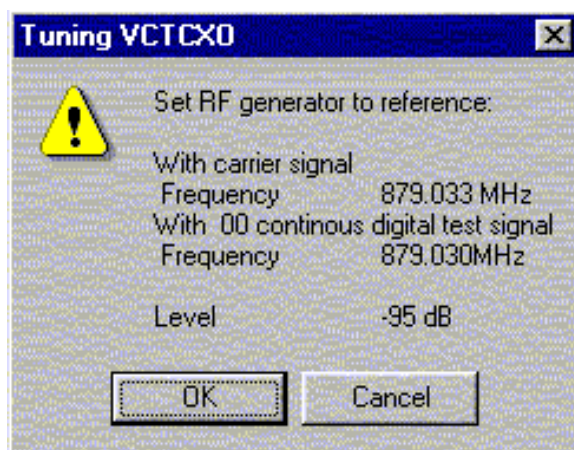 Tuning VCTCXO
Set RF generator to reference:
With carrier signal
Frequency 879.033 MHz
With 00 continous digital test signal
Frequency 879.030MHz
Level -95 dB
OK Cancel